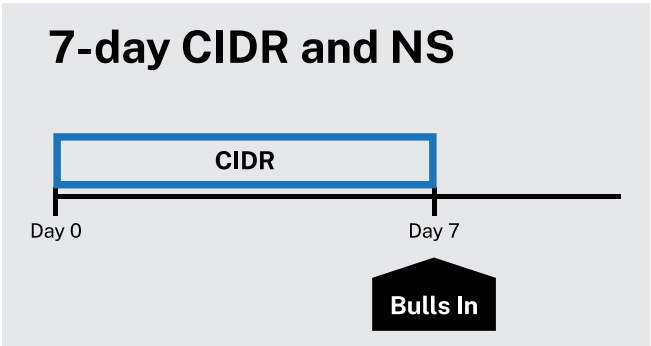 7-day CIDR and NS
CIDR
Day 0
Day 7
Bulls In